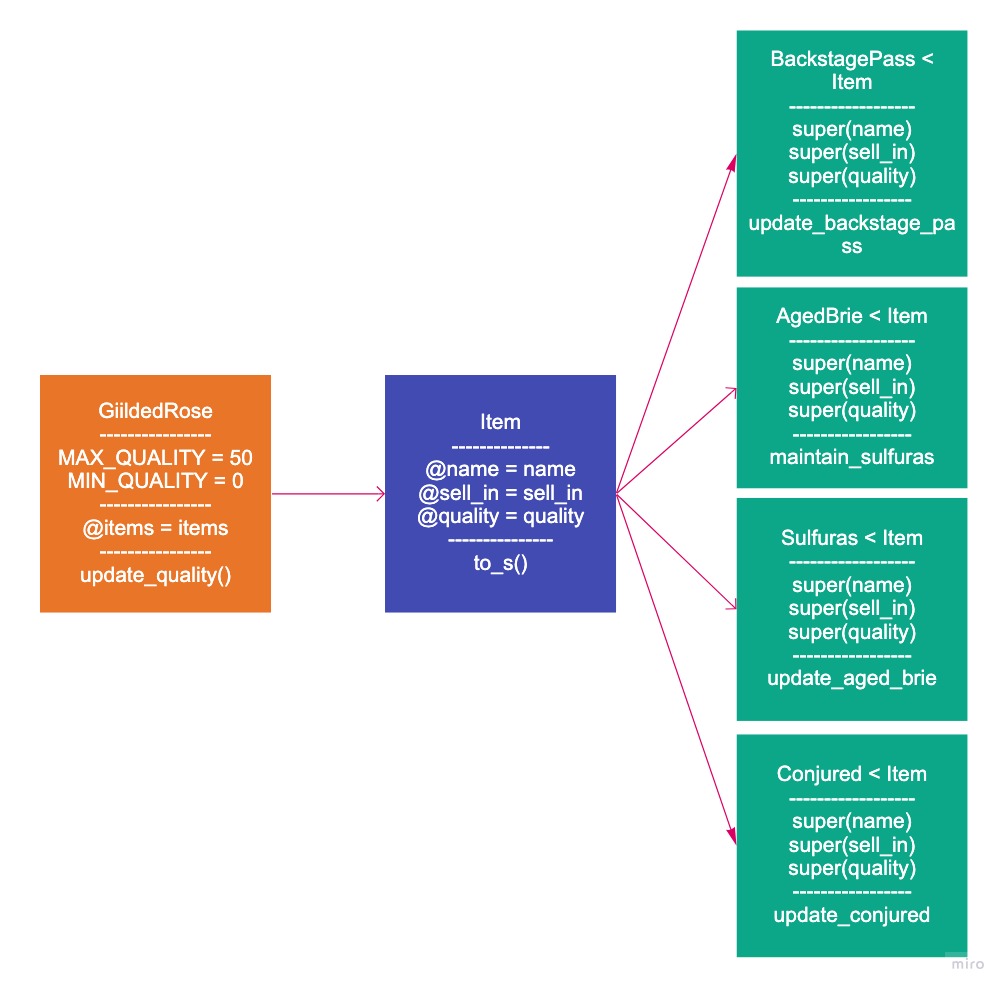 GiildedRose
----------------
MAX_QUALITY = 50
MIN_QUALITY = 0
----------------
@items = items
----------------
update_quality()
Item
--------------
@name = name
@sell_in = sell_in
@quality = quality
---------------
to_s()
BackstagePass <
Item
------------------
super(name)
super(sell_in)
super(quality)
-----------------
update_backstage_pa
ss
AgedBrie < Item
------------------
super(name)
super(sell_in)
super(quality)
-----------------
maintain_sulfuras
Sulfuras < Item
------------------
super(name)
super(sell_in)
super(quality)
-----------------
update_aged_brie
Conjured < Item
------------------
super(name)
super(sell_in)
super(quality)
-----------------
update_conjured
miro